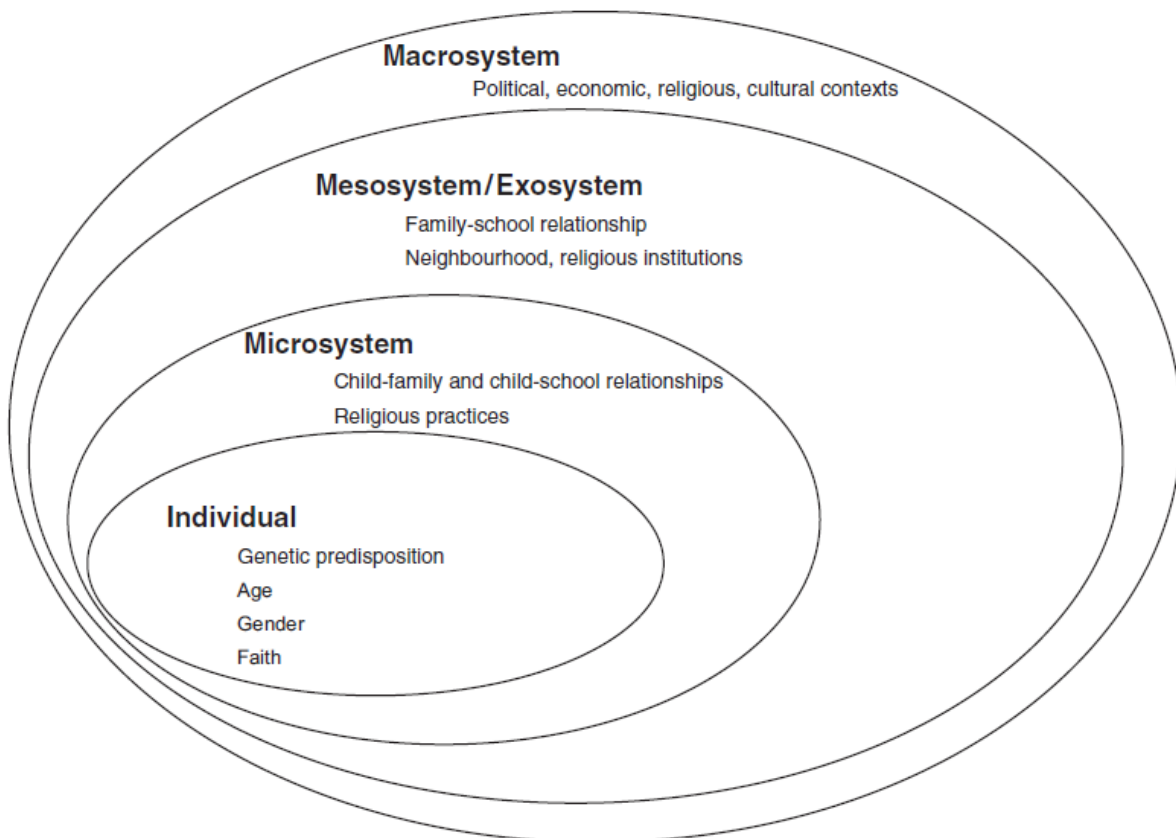 Macrosystem
Political, economic, religious, cultural contexts
Mesosystem/Exosystem
Family-school relationship
Neighbourhood, religious institutions
Microsystem
Child-family and child-school relationships
Religious practices
Individual
Genetic predisposition
Age
Gender
Faith